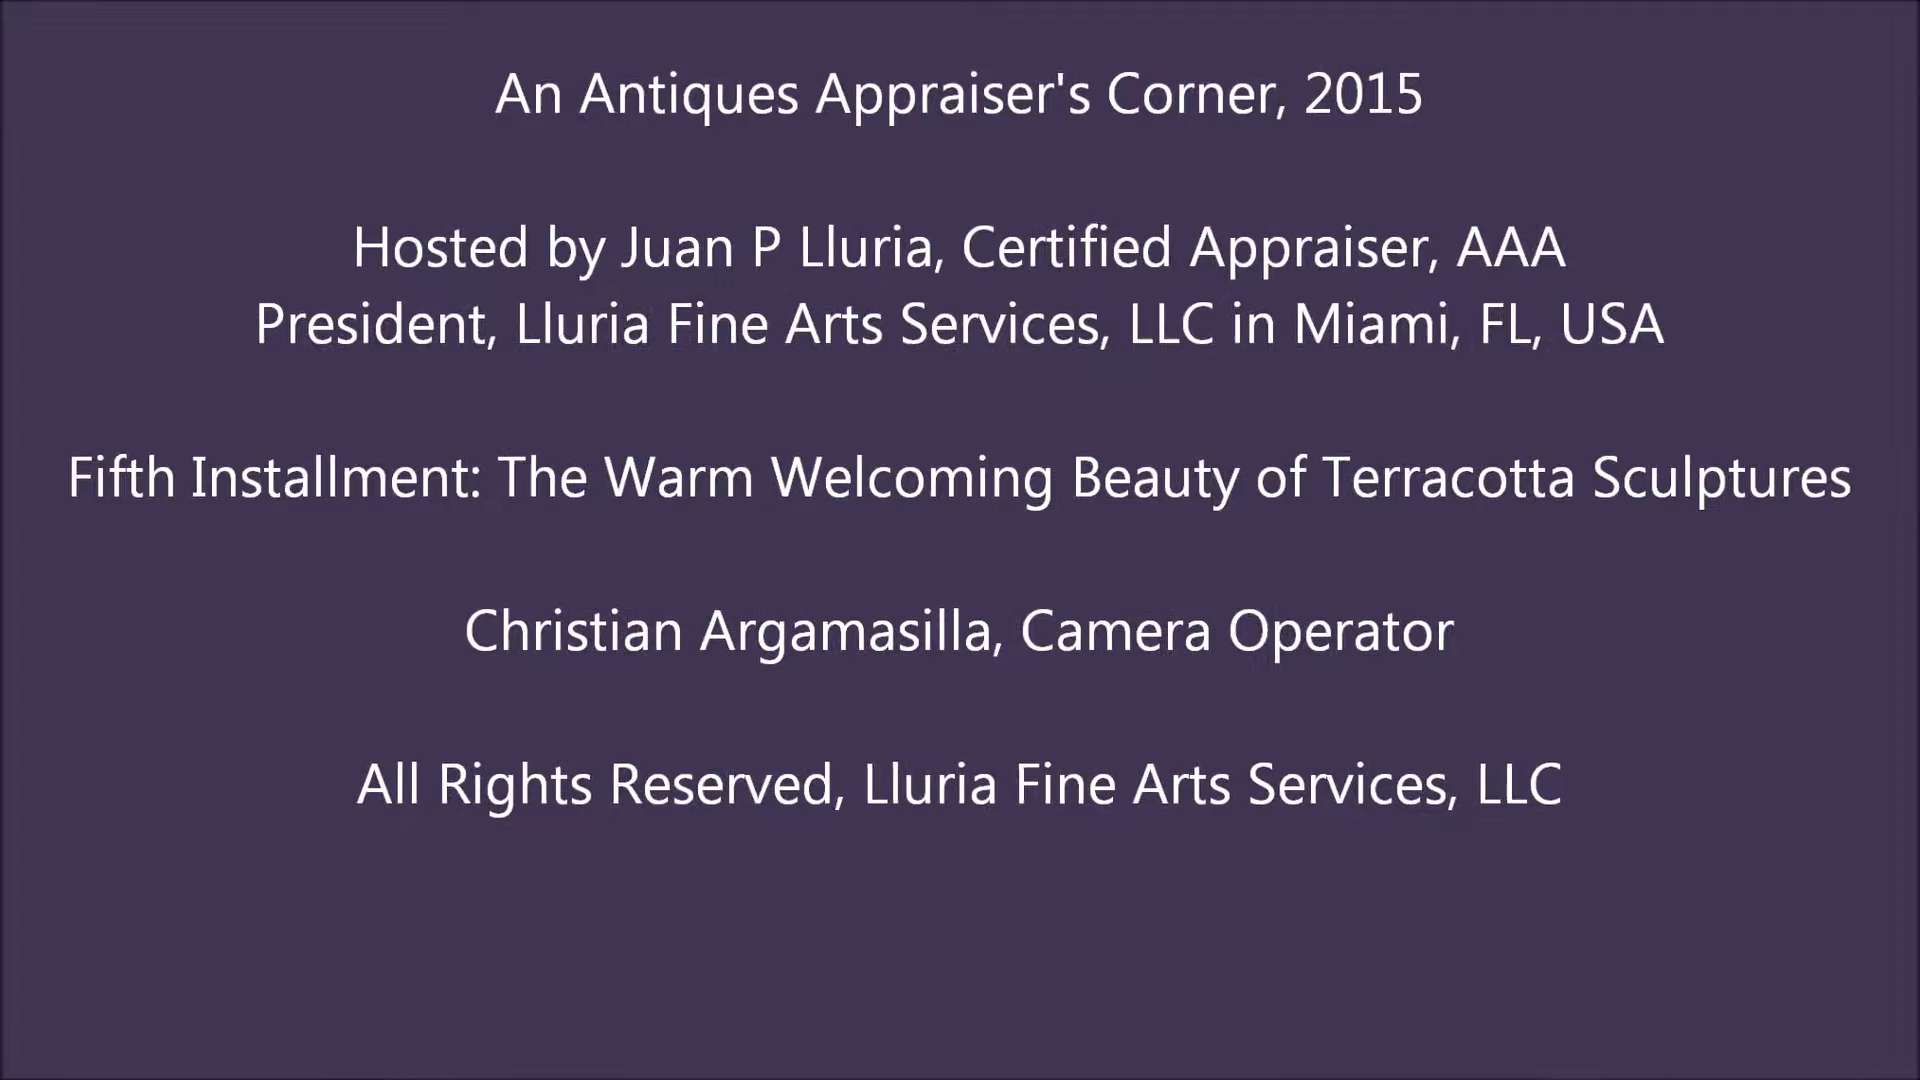 An Antiques Appraiser's Corner, 2015
Hosted by Juan P Lluria, Certified Appraiser, AAA
President, Lluria Fine Arts Services, LLC in Miami, FL, USA
Fifth Installment: The Warm Welcoming Beauty of Terracotta Sculptures
Christian Argamasilla, Camera Operator
All Rights Reserved, Lluria Fine Arts Services, LLC